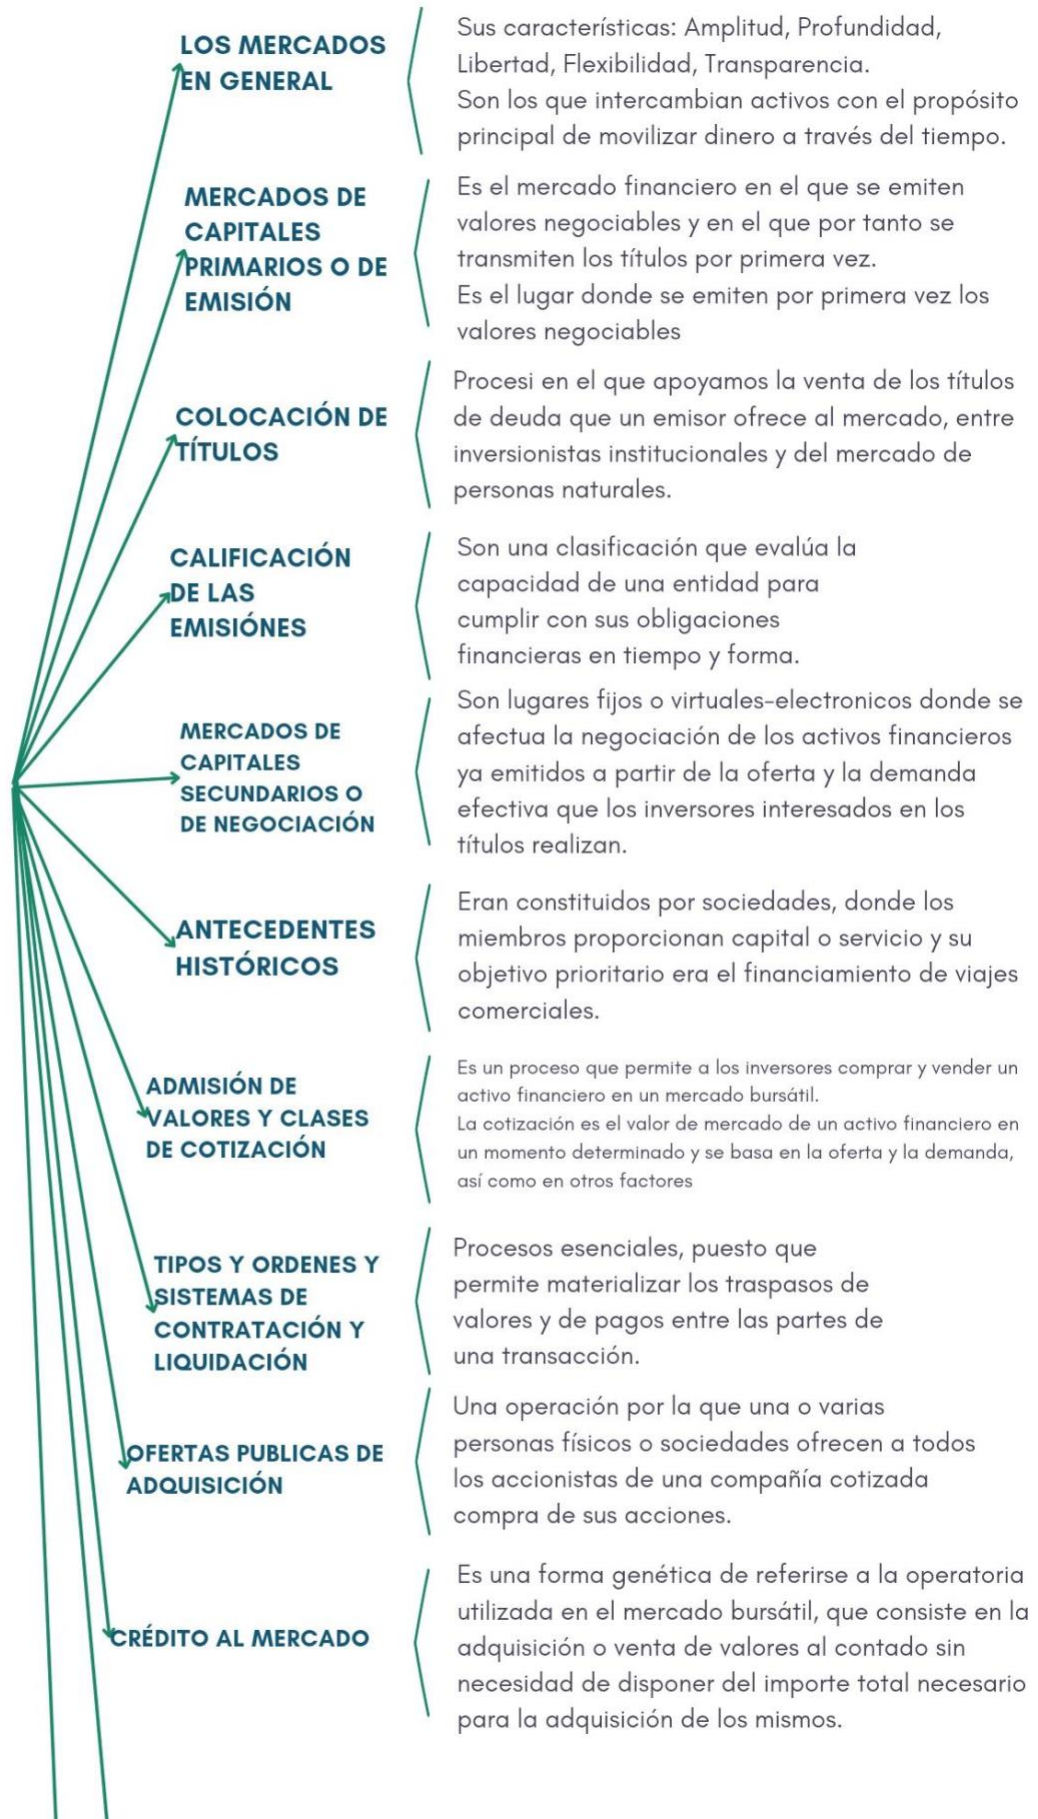 LOS MERCADOS
EN GENERAL
Sus características: Amplitud, Profundidad,
Libertad, Flexibilidad, Transparencia.
Son los que intercambian activos con el propósito
principal de movilizar dinero a través del tiempo.
MERCADOS DE
CAPITALES
PRIMARIOS O DE
EMISIÓN
Es el mercado financiero en el que se emiten
valores negociables y en el que por tanto se
transmiten los títulos por primera vez.
Es el lugar donde se emiten por primera vez los
valores negociables
COLOCACIÓN DE
TÍTULOS
Procesi en el que apoyamos la venta de los títulos
de deuda que un emisor ofrece al mercado, entre
inversionistas institucionales y del mercado de
personas naturales.
CALIFICACIÓN
DE LAS
EMISIÓNES
Son una clasificación que evalúa la
capacidad de una entidad para
cumplir con sus obligaciones
financieras en tiempo y forma.
MERCADOS DE
CAPITALES
SECUNDARIOS O
DE NEGOCIACIÓN
Son lugares fijos o virtuales-electronicos donde se
afectua la negociación de los activos financieros
ya emitidos a partir de la oferta y la demanda
efectiva que los inversores interesados en los
títulos realizan.
ANTECEDENTES
HISTÓRICOS
Eran constituidos por sociedades, donde los
miembros proporcionan capital o servicio y su
objetivo prioritario era el financiamiento de viajes
comerciales.
ADMISIÓN DE
VALORES Y CLASES
DE COTIZACIÓN
Es un proceso que permite a los inversores comprar y vender un
activo financiero en un mercado bursátil.
La cotización es el valor de mercado de un activo financiero en
un momento determinado y se basa en la oferta y la demanda,
así como en otros factores
TIPOS Y ORDENES Y
SISTEMAS DE
CONTRATACIÓN Y
LIQUIDACIÓN
Procesos esenciales, puesto que
permite materializar los traspasos de
valores y de pagos entre las partes de
una transacción.
OFERTAS PUBLICAS DE
ADQUISICIÓN
Una operación por la que una o varias
personas físicos o sociedades ofrecen a todos
los accionistas de una compañía cotizada
compra de sus acciones.
CRÉDITO AL MERCADO
Es una forma genética de referirse a la operatoria
utilizada en el mercado bursátil, que consiste en la
adquisición o venta de valores al contado sin
necesidad de disponer del importe total necesario
para la adquisición de los mismos.